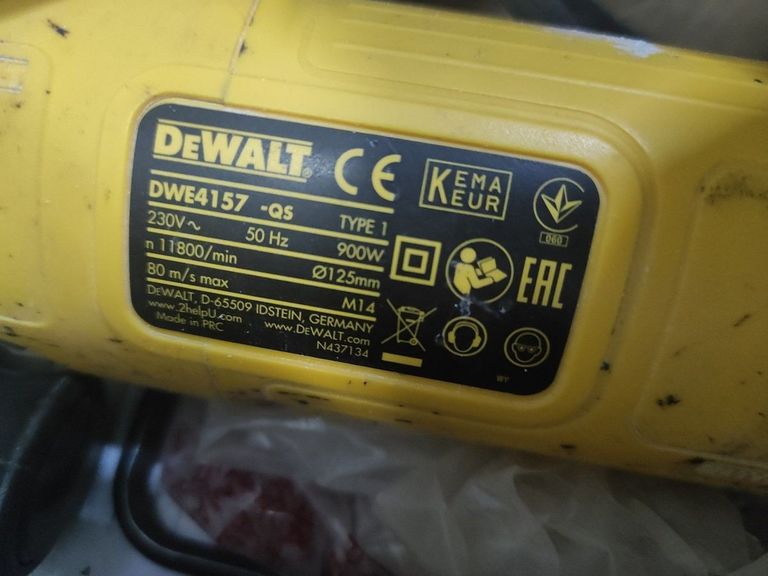 DEWALT
CE
KEMA
KEUR
060
DWE4157 -QS TYPE 1
230V~ 50 Hz 900W
n 11800/min Ø125mm
80 m/s max M14
DEWALT, D-65509 IDSTEIN, GERMANY
www.2helpU.com www.DEWALT.com
Made in PRC N437134
EAC
WY